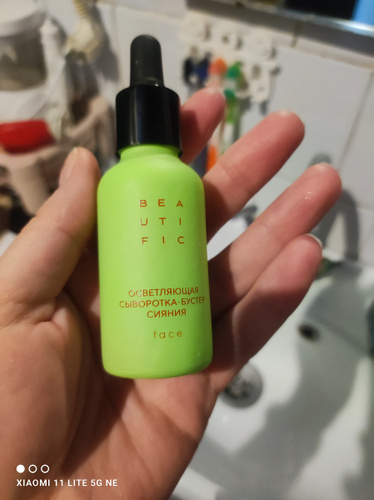 BEA
UTI
FIC
ОСВЕТЛЯЮЩАЯ
СЫВОРОТКА-БУСТЕР
СИЯНИЯ
face
XIAOMI 11 LITE 5G NE